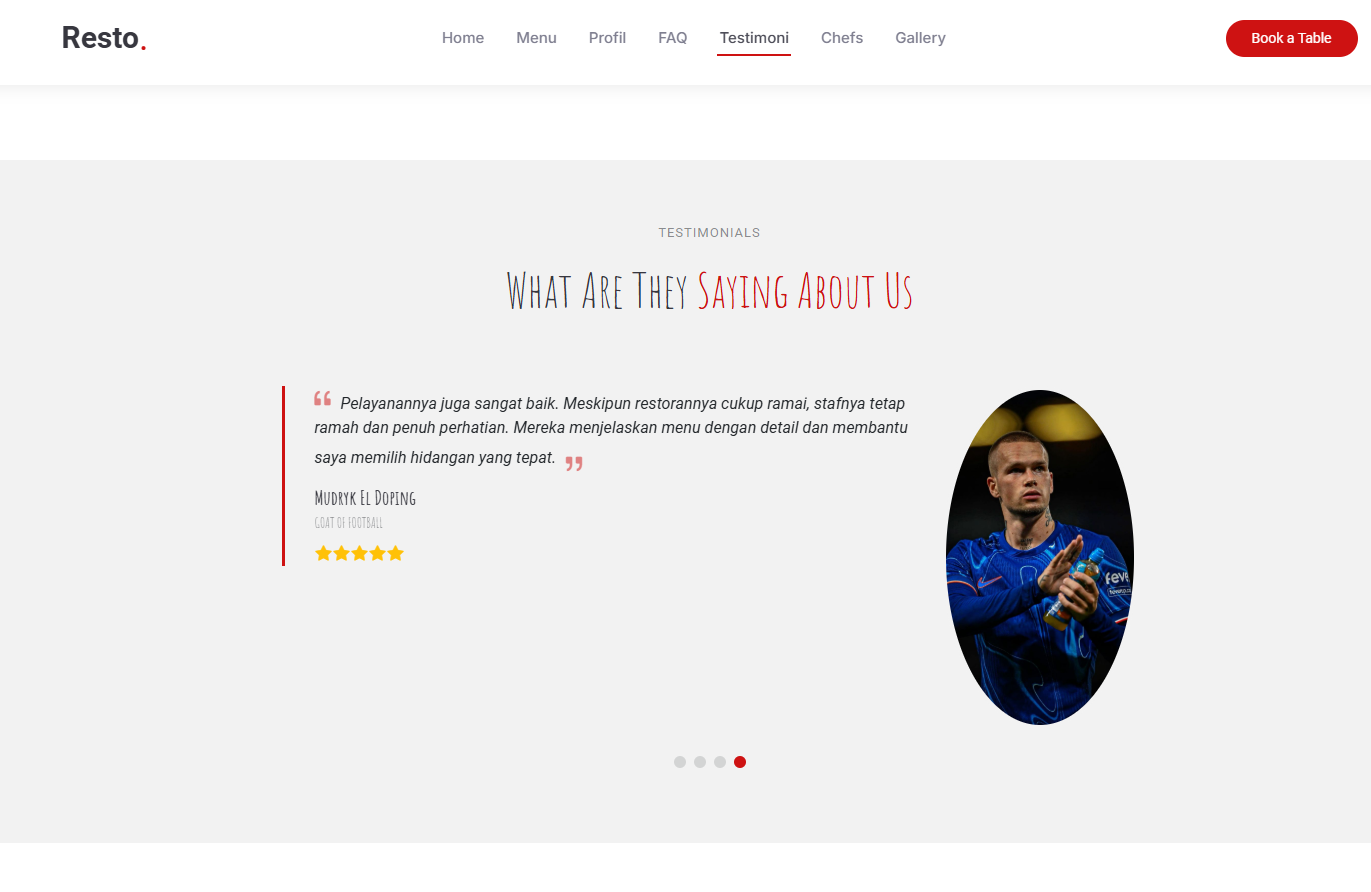 Resto.
Home Menu Profil FAQ Testimoni Chefs Gallery
Book a Table
TESTIMONIALS
What Are They Saying About Us
“ Pelayanannya juga sangat baik. Meskipun restorannya cukup ramai, stafnya tetap
ramah dan penuh perhatian. Mereka menjelaskan menu dengan detail dan membantu
saya memilih hidangan yang tepat. ”
Mudryk El Doping
GOAT OF FOOTBALL